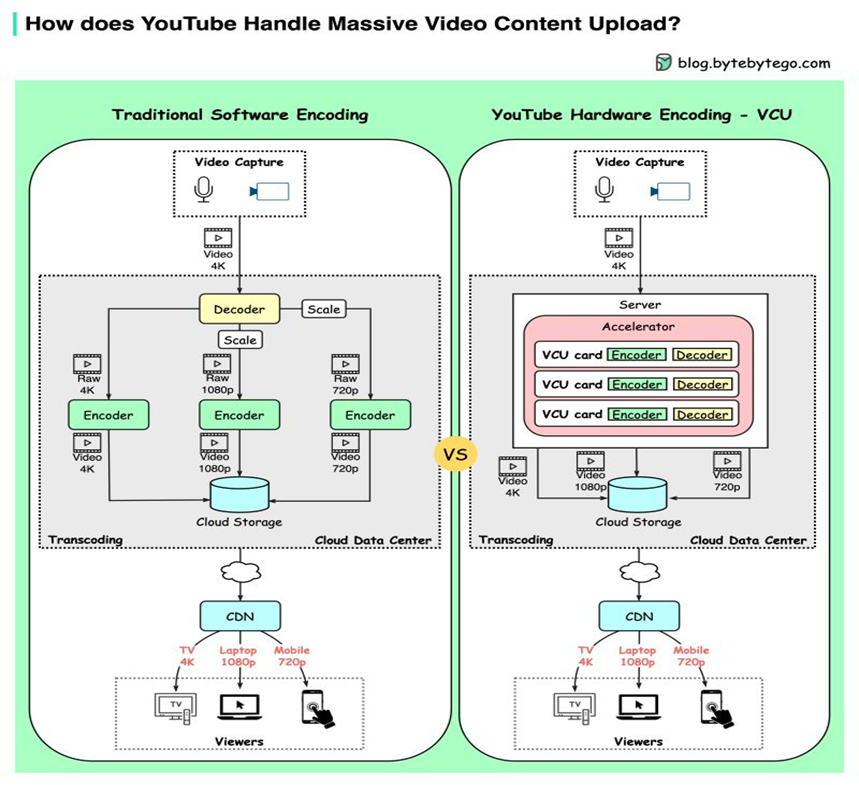 How does YouTube Handle Massive Video Content Upload?
blog.bytebytego.com
Traditional Software Encoding
Video Capture
Video
4K
Decoder
Scale
Scale
Raw
4K
Raw
1080p
Raw
720p
Encoder
Encoder
Encoder
Video
4K
Video
1080p
Video
720p
Cloud Storage
Transcoding
Cloud Data Center
CDN
TV
4K
Laptop
1080p
Mobile
720p
TV
Viewers
VS
YouTube Hardware Encoding - VCU
Video Capture
Video
4K
Server
Accelerator
VCU card Encoder Decoder
VCU card Encoder Decoder
VCU card Encoder Decoder
Video
4K
Video
1080p
Video
720p
Cloud Storage
Transcoding
Cloud Data Center
CDN
TV
4K
Laptop
1080p
Mobile
720p
TV
Viewers